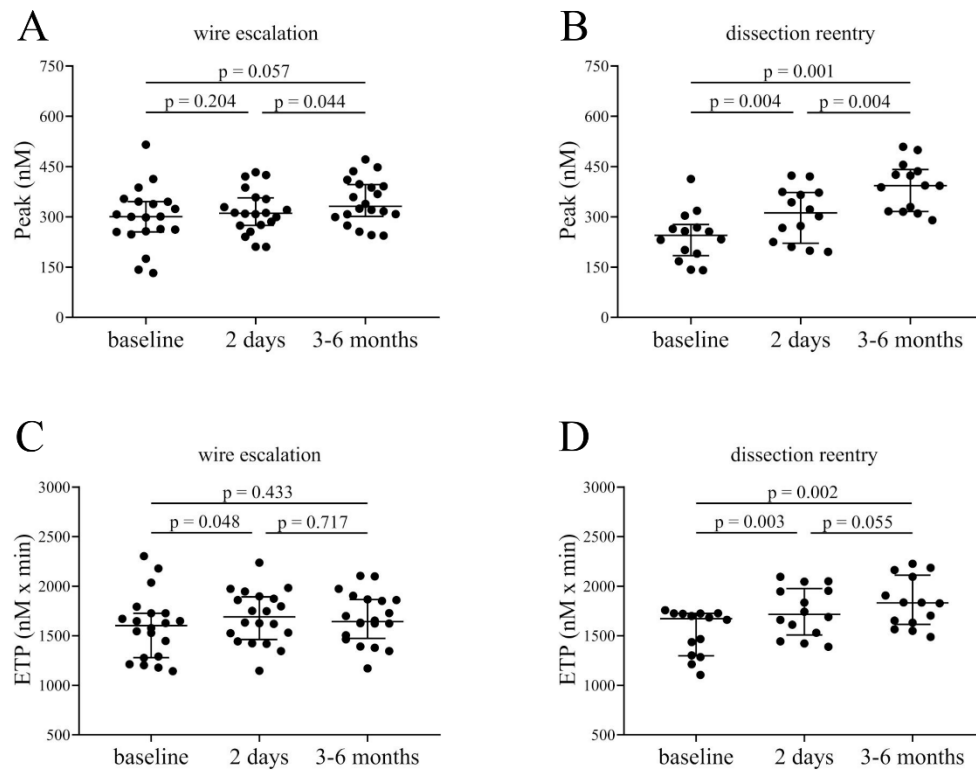 A
wire escalation
p = 0.057
p = 0.204
p = 0.044
Peak (nM)
750
600
450
300
150
0
baseline
2 days
3-6 months
B
dissection reentry
p = 0.001
p = 0.004
p = 0.004
Peak (nM)
750
600
450
300
150
0
baseline
2 days
3-6 months
C
wire escalation
p = 0.433
p = 0.048
p = 0.717
ETP (nM x min)
3000
2500
2000
1500
1000
500
baseline
2 days
3-6 months
D
dissection reentry
p = 0.002
p = 0.003
p = 0.055
ETP (nM x min)
3000
2500
2000
1500
1000
500
baseline
2 days
3-6 months